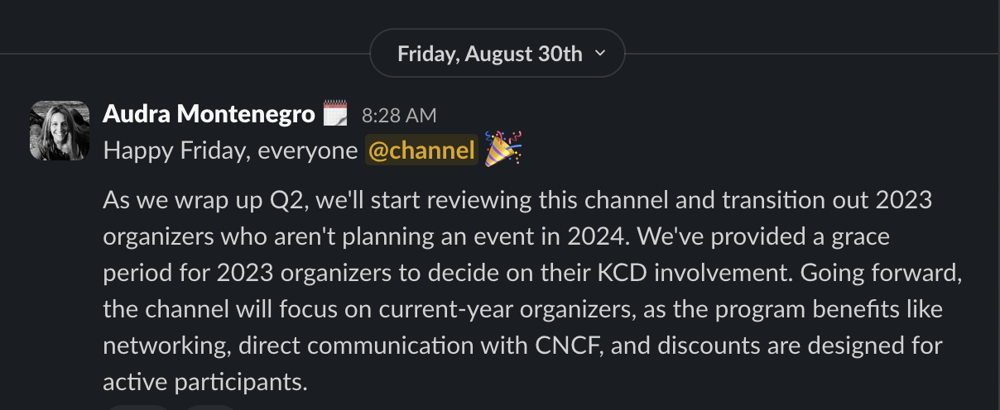 Friday, August 30th
Audra Montenegro 8:28 AM
Happy Friday, everyone @channel
As we wrap up Q2, we'll start reviewing this channel and transition out 2023
organizers who aren't planning an event in 2024. We've provided a grace
period for 2023 organizers to decide on their KCD involvement. Going forward,
the channel will focus on current-year organizers, as the program benefits like
networking, direct communication with CNCF, and discounts are designed for
active participants.